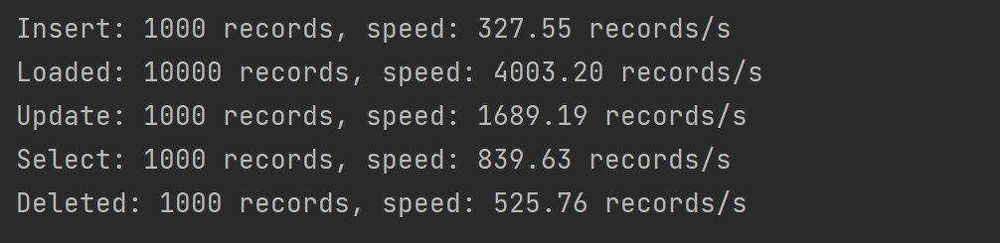 Insert: 1000 records, speed: 327.55 records/s
Loaded: 10000 records, speed: 4003.20 records/s
Update: 1000 records, speed: 1689.19 records/s
Select: 1000 records, speed: 839.63 records/s
Deleted: 1000 records, speed: 525.76 records/s